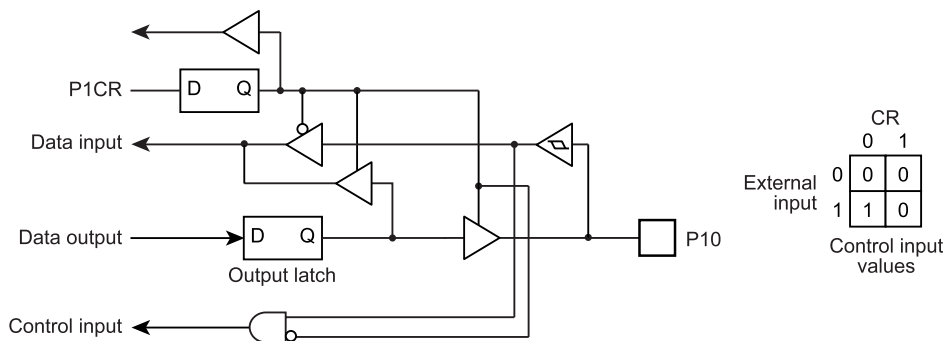 P1CR
D Q
Data input
Data output
D Q
Output latch
P10
Control input
CR
0 1
External
input
0 0 0
1 1 0
Control input
values